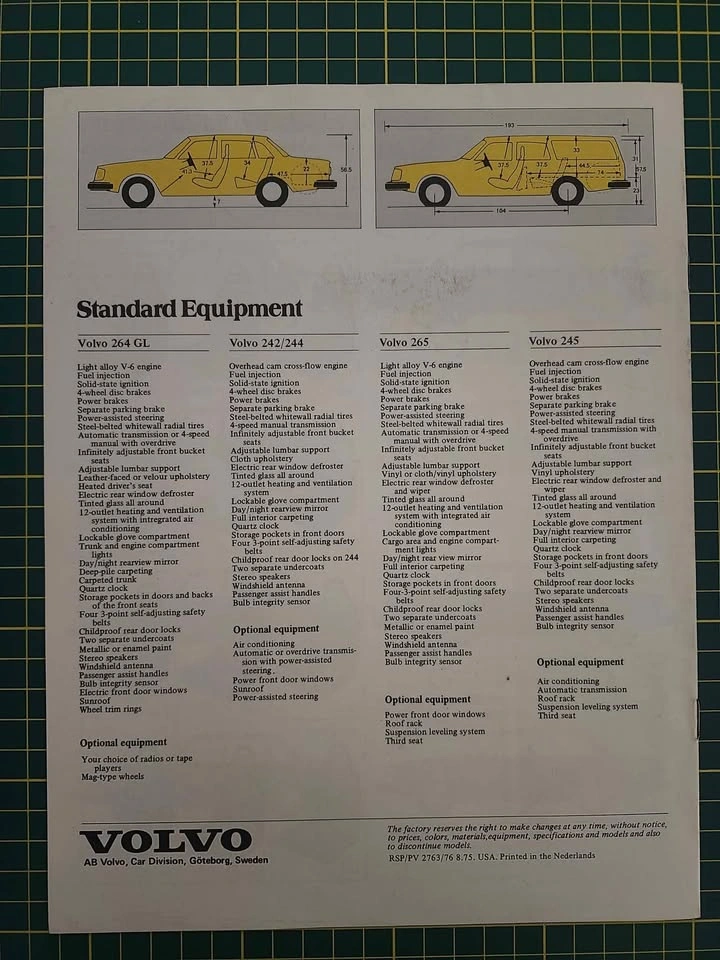 41.3
37.5
34
47.5
22
56.5
7
193
37.5
37.5
33
44.5
74
31
57.5
23
104
Standard Equipment
Volvo 264 GL
Light alloy V-6 engine
Fuel injection
Solid-state ignition
4-wheel disc brakes
Power brakes
Separate parking brake
Power-assisted steering
Steel-belted whitewall radial tires
Automatic transmission or 4-speed
manual with overdrive
Infinitely adjustable front bucket
seats
Adjustable lumbar support
Leather-faced or velour upholstery
Heated driver's seat
Electric rear window defroster
Tinted glass all around
12-outlet heating and ventilation
system with intregrated air
conditioning
Lockable glove compartment
Trunk and engine compartment
lights
Day/night rearview mirror
Deep-pile carpeting
Carpeted trunk
Quartz clock
Storage pockets in doors and backs
of the front seats
Four 3-point self-adjusting safety
belts
Childproof rear door locks
Two separate undercoats
Metallic or enamel paint
Stereo speakers
Windshield antenna
Passenger assist handles
Bulb integrity sensor
Electric front door windows
Sunroof
Wheel trim rings
Optional equipment
Your choice of radios or tape
players
Mag-type wheels
Volvo 242/244
Overhead cam cross-flow engine
Fuel injection
Solid-state ignition
4-wheel disc brakes
Power brakes
Separate parking brake
Steel-belted whitewall radial tires
4-speed manual transmission
Infinitely adjustable front bucket
seats
Adjustable lumbar support
Cloth upholstery
Electric rear window defroster
Tinted glass all around
12-outlet heating and ventilation
system
Lockable glove compartment
Day/night rearview mirror
Full interior carpeting
Quartz clock
Storage pockets in front doors
Four 3-point self-adjusting safety
belts
Childproof rear door locks on 244
Two separate undercoats
Stereo speakers
Windshield antenna
Passenger assist handles
Bulb integrity sensor
Optional equipment
Air conditioning
Automatic or overdrive transmis-
sion with power-assisted
steering.
Power front door windows
Sunroof
Power-assisted steering
Volvo 265
Light alloy V-6 engine
Fuel injection
Solid-state ignition
4-wheel disc brakes
Power brakes
Separate parking brake
Power-assisted steering
Steel-belted whitewall radial tires
Automatic transmission or 4-speed
manual with overdrive
Infinitely adjustable front bucket
seats
Adjustable lumbar support
Vinyl or cloth/vinyl upholstery
Electric rear window defroster
and wiper
Tinted glass all around
12-outlet heating and ventilation
system with integrated air
conditioning
Lockable glove compartment
Cargo area and engine compart-
ment lights
Day/night rear view mirror
Full interior carpeting
Quartz clock
Storage pockets in front doors
Four-3-point self-adjusting safety
belts
Childproof rear door locks
Two separate undercoats
Metallic or enamel paint
Stereo speakers
Windshield antenna
Passenger assist handles
Bulb integrity sensor
Optional equipment
Power front door windows
Roof rack
Suspension leveling system
Third seat
Volvo 245
Overhead cam cross-flow engine
Fuel injection
Solid-state ignition
4-wheel disc brakes
Power brakes
Separate parking brake
Power-assisted steering
Steel-belted whitewall radial tires
4-speed manual transmission with
overdrive
Infinitely adjustable front bucket
seats
Adjustable lumbar support
Vinyl upholstery
Electric rear window defroster and
wiper
Tinted glass all around
12-outlet heating and ventilation
system
Lockable glove compartment
Day/night rearview mirror
Full interior carpeting
Quartz clock
Storage pockets in front doors
Four 3-point self-adjusting safety
belts
Childproof rear door locks
Two separate undercoats
Stereo speakers
Windshield antenna
Passenger assist handles
Bulb integrity sensor
Optional equipment
Air conditioning
Automatic transmission
Roof rack
Suspension leveling system
Third seat
VOLVO
AB Volvo, Car Division, Göteborg, Sweden
The factory reserves the right to make changes at any time, without notice,
to prices, colors, materials,equipment, specifications and models and also
to discontinue models.
RSP/PV 2763/76 8.75. USA. Printed in the Nederlands